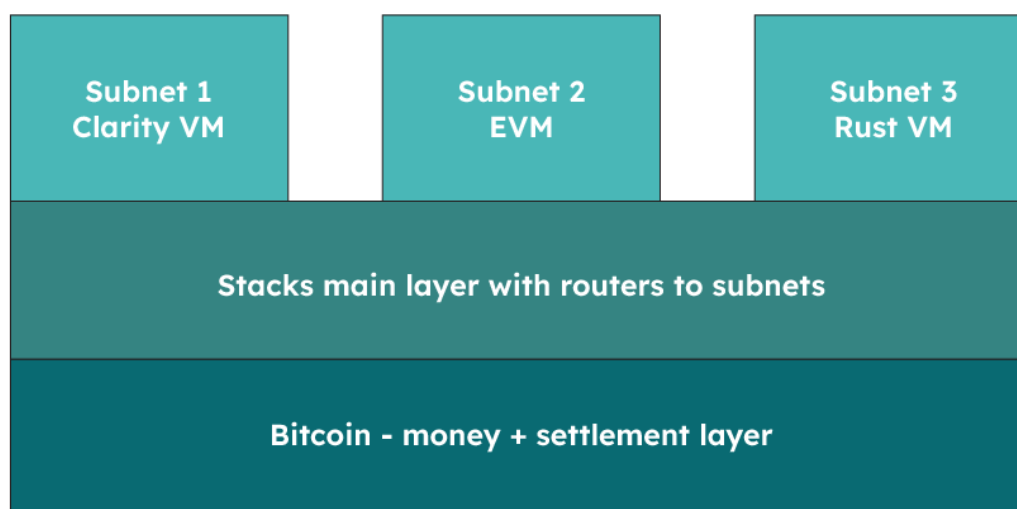 Subnet 1
Clarity VM
Subnet 2
EVM
Subnet 3
Rust VM
Stacks main layer with routers to subnets
Bitcoin - money + settlement layer